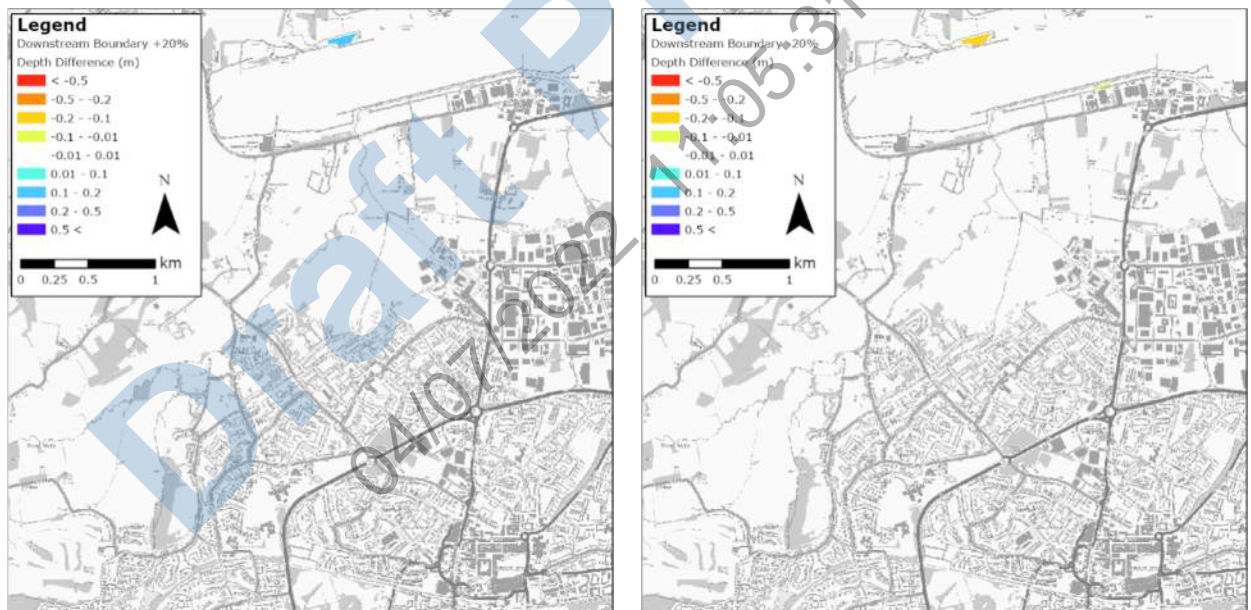 Legend
Downstream Boundary +20%
Depth Difference (m)
< -0.5
-0.5 - -0.2
-0.2 - -0.1
-0.1 - -0.01
-0.01 - 0.01
0.01 - 0.1
0.1 - 0.2
0.2 - 0.5
0.5 <
N
km
0 0.25 0.5 1
Legend
Downstream Boundary -20%
Depth Difference (m)
< -0.5
-0.5 - -0.2
-0.2 - -0.1
-0.1 - -0.01
-0.01 - 0.01
0.01 - 0.1
0.1 - 0.2
0.2 - 0.5
0.5 <
N
km
0 0.25 0.5 1
Draft P
04/07/2022 11:05:31